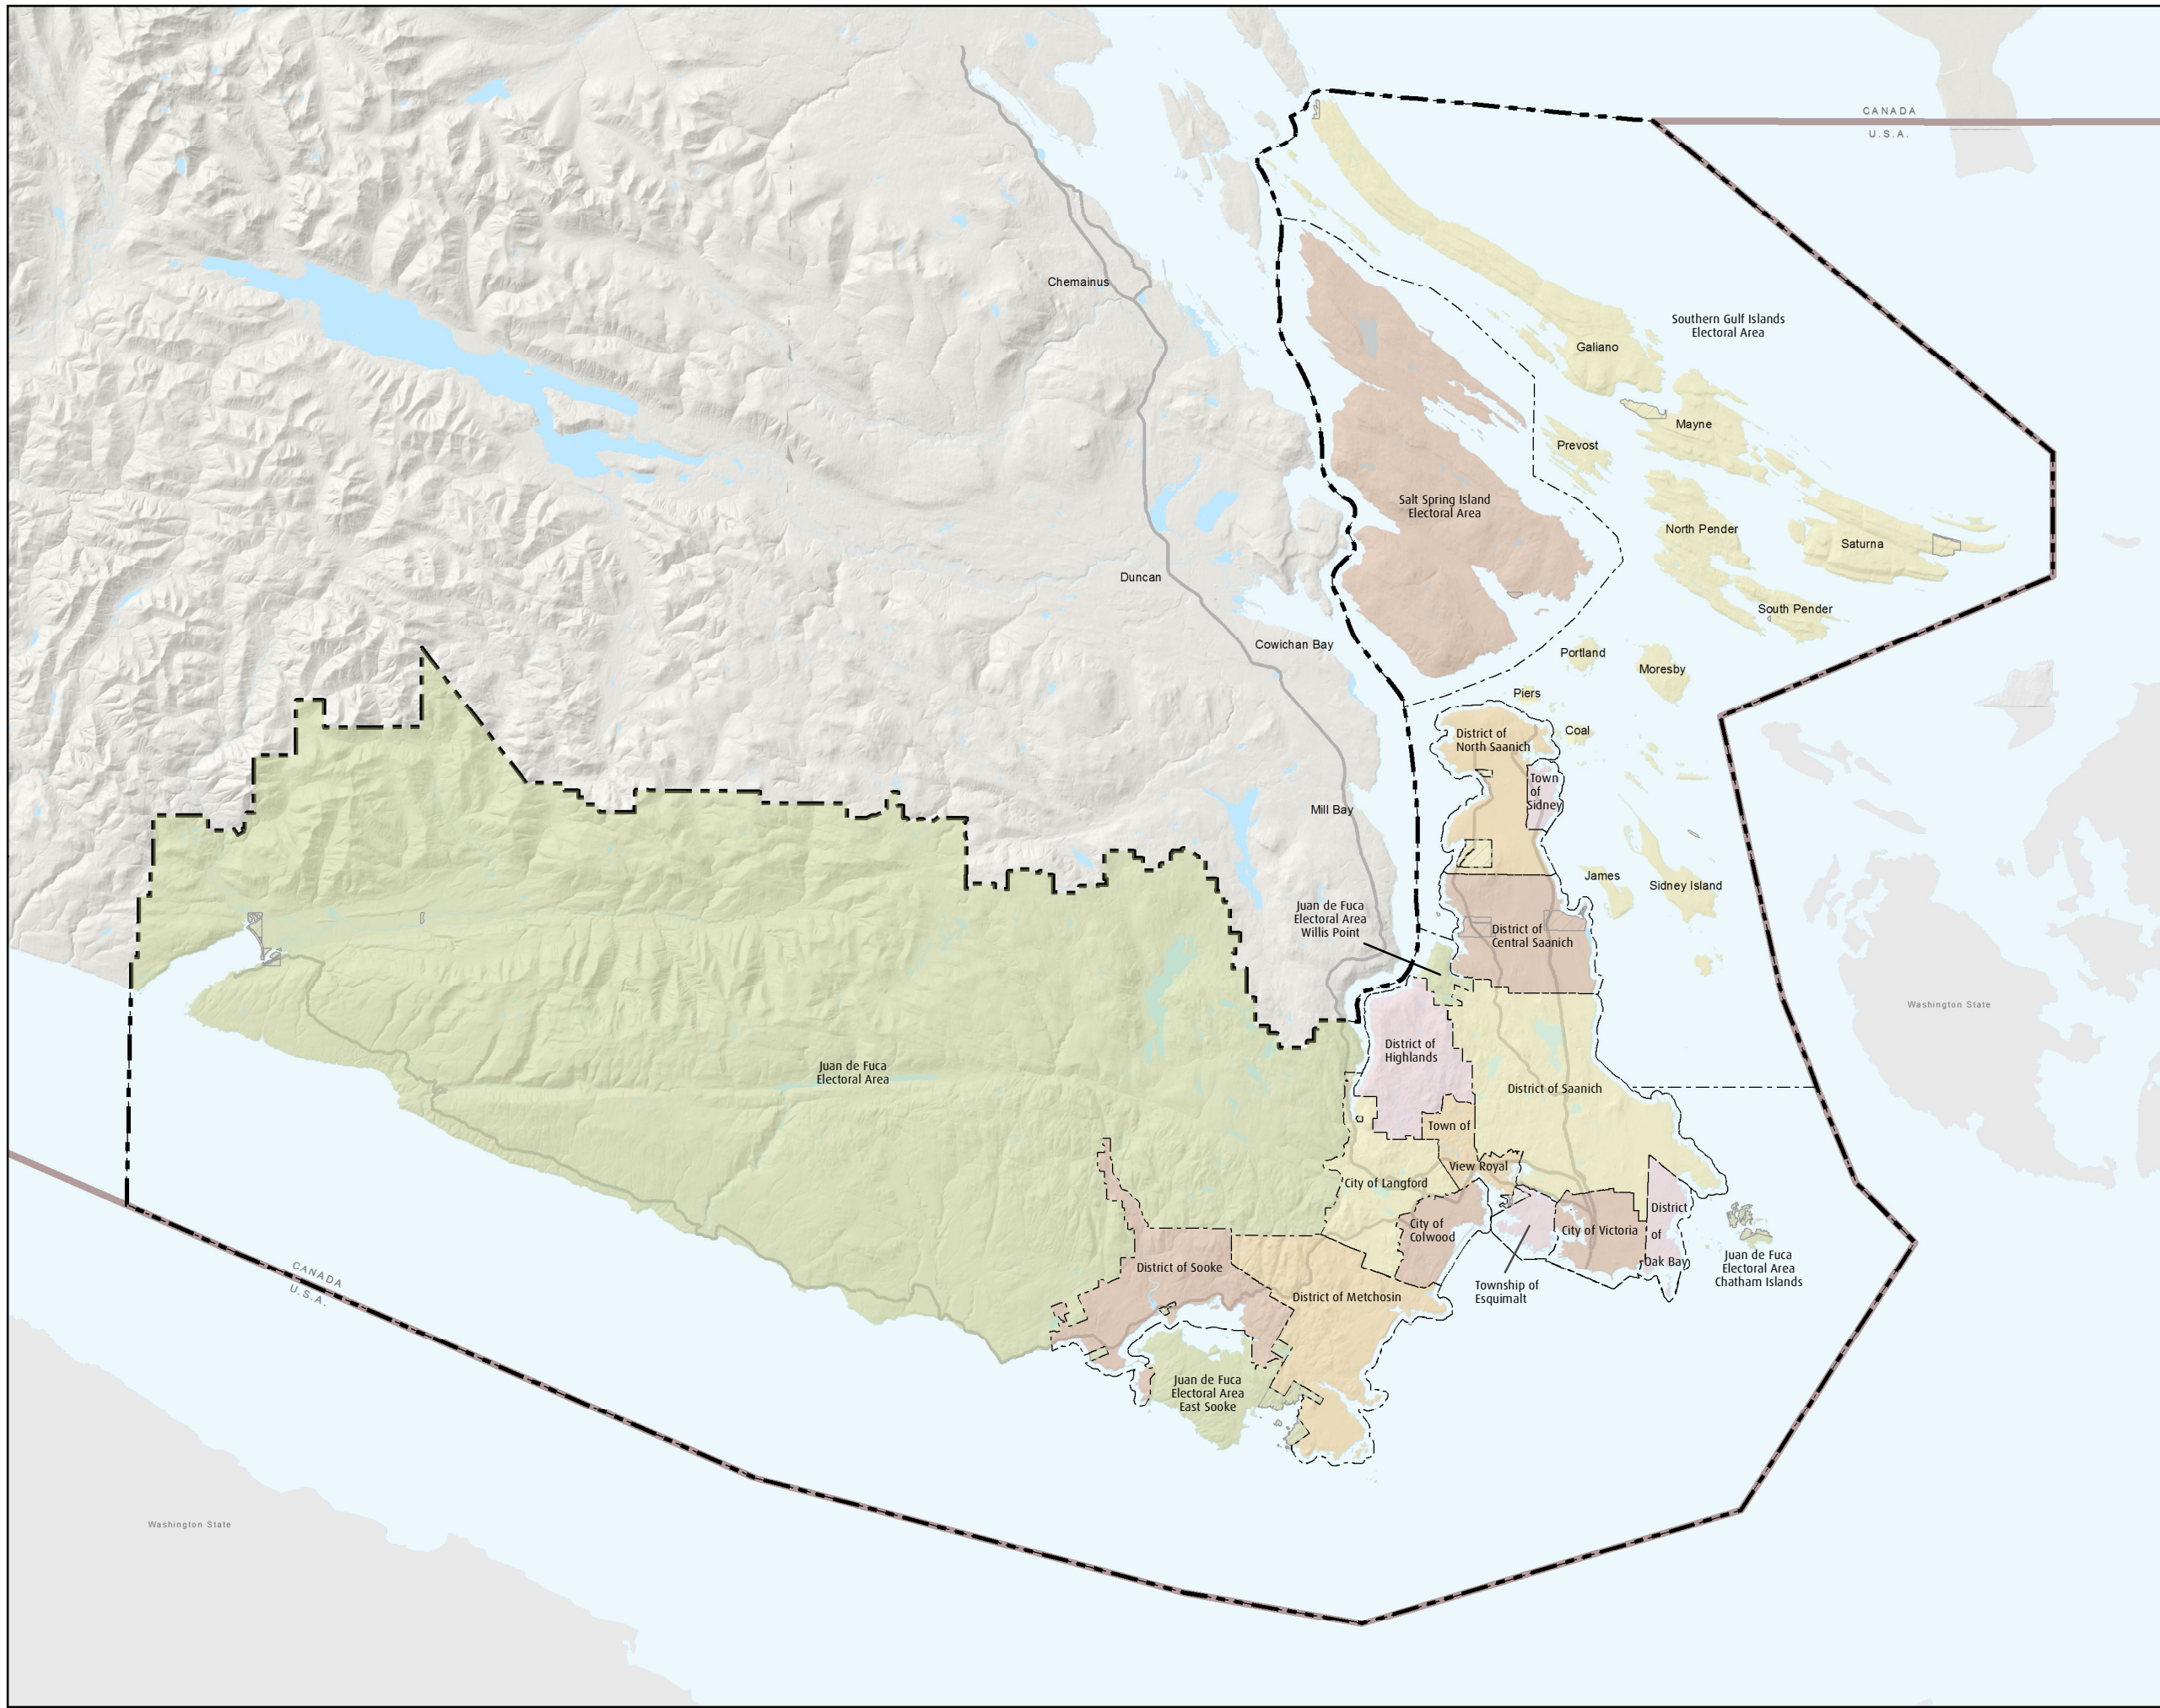 CANADA
U.S.A.
Chemainus
Southern Gulf Islands
Electoral Area
Galiano
Mayne
Prevost
Salt Spring Island
Electoral Area
North Pender
Saturna
Duncan
South Pender
Cowichan Bay
Portland
Moresby
Piers
Coal
District of
North Saanich
Town
of
Sidney
Mill Bay
James
Sidney Island
Juan de Fuca
Electoral Area
Willis Point
District of
Central Saanich
Washington State
District of
Highlands
Juan de Fuca
Electoral Area
District of Saanich
Town of
View Royal
City of Langford
District
of
Oak Bay
City of
Colwood
City of Victoria
District of Sooke
Juan de Fuca
Electoral Area
Chatham Islands
Township of
Esquimalt
District of Metchosin
CANADA
U.S.A.
Juan de Fuca
Electoral Area
East Sooke
Washington State